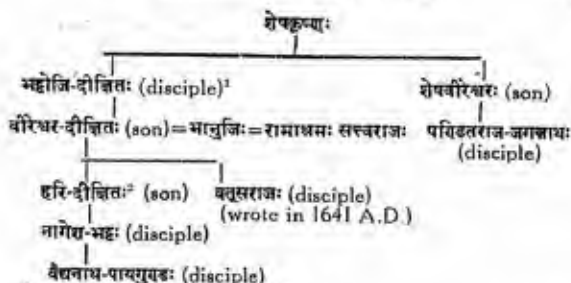 शेषकृष्णः
भट्टोजि-दीक्षितः (disciple)¹ शेषवीरेश्वरः (son)
वीरेश्वर-दीक्षितः (son)=भानुजिः=रामाश्रमः सत्त्वराजः पण्डितराज-जगन्नाथः
(disciple)
हरि-दीक्षितः² (son) वत्सराजः (disciple)
(wrote in 1641 A.D.)
नागेश-भट्टः (disciple)
वैद्यनाथ-पायगुण्डः (disciple)